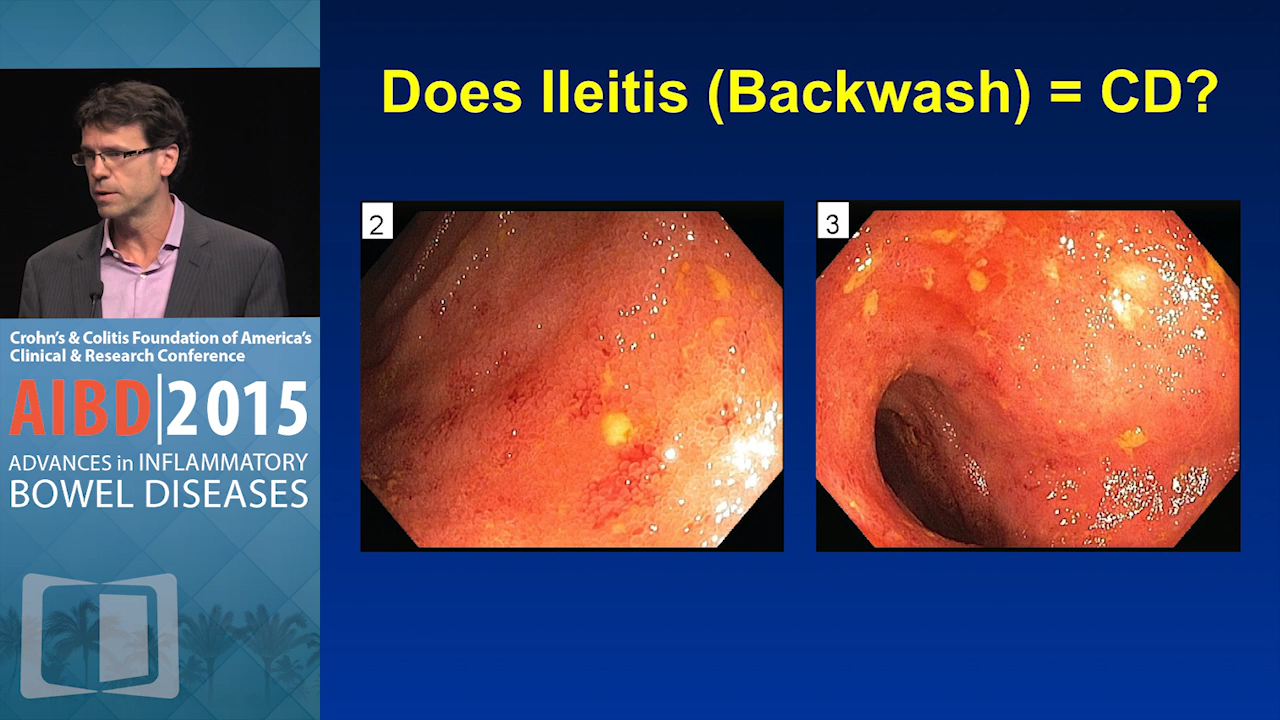 Does Ileitis (Backwash) = CD?
2
3
Crohn's & Colitis Foundation of America's
Clinical & Research Conference
AIBD|2015
ADVANCES in INFLAMMATORY
BOWEL DISEASES